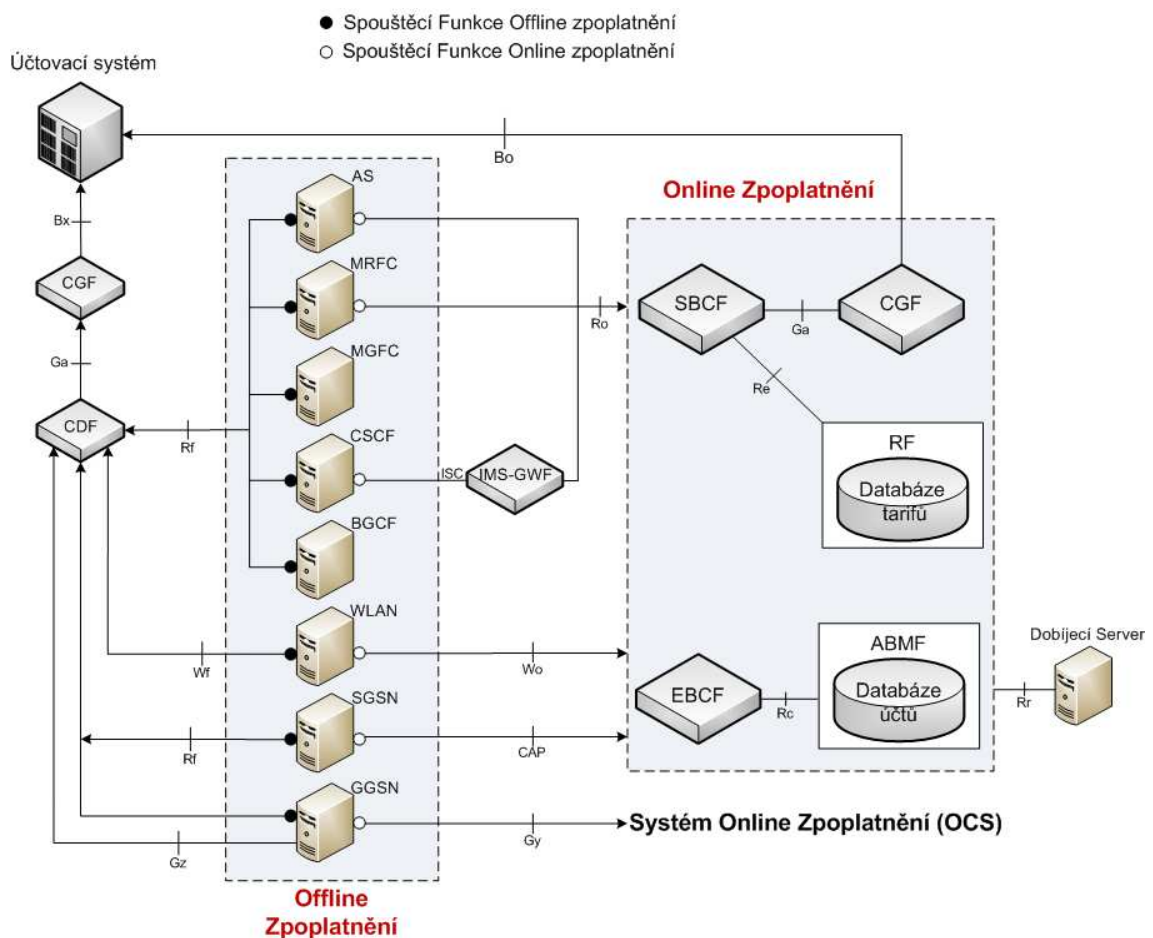 Spouštěcí Funkce Offline zpoplatnění
Spouštěcí Funkce Online zpoplatnění
Účtovací systém
Bo
AS
Online Zpoplatnění
Bx
MRFC
CGF
SBCF
CGF
Ro
Ga
MGFC
Ga
Re
CDF
Rf
CSCF
RF
ISC
IMS-GWF
Databáze
tarifů
BGCF
WLAN
Dobíjecí Server
ABMF
Wf
Wo
EBCF
Databáze
účtů
SGSN
Rc
Rr
Rf
CAP
GGSN
Systém Online Zpoplatnění (OCS)
Gz
Gy
Offline
Zpoplatnění